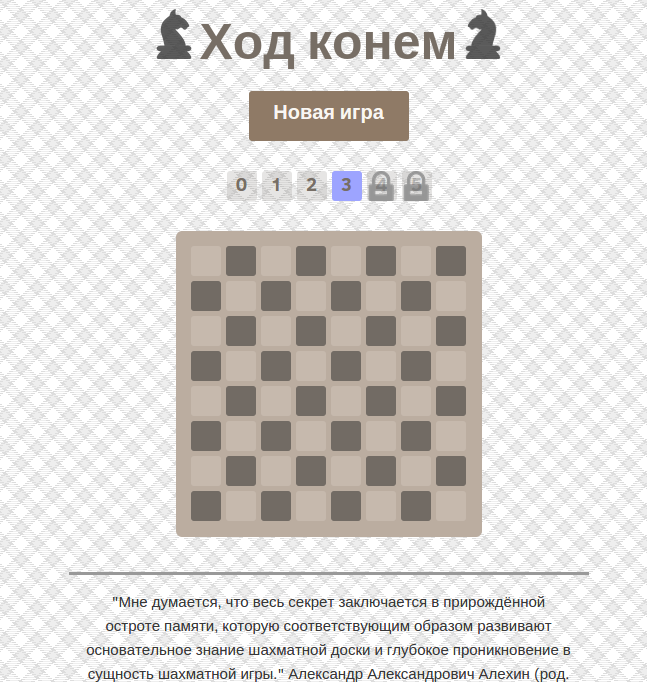 Ход конем
Новая игра
0 1 2 3
"Мне думается, что весь секрет заключается в прирождённой
остроте памяти, которую соответствующим образом развивают
основательное знание шахматной доски и глубокое проникновение в
сущность шахматной игры." Александр Александрович Алехин (род.